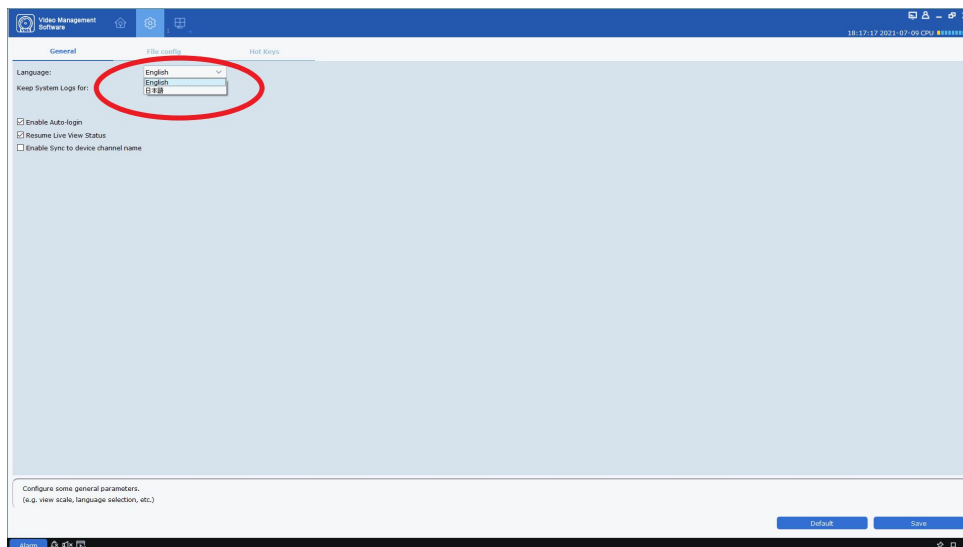 Video Management
Software
18:17:17 2021-07-09 CPU
General
File config
Hot Keys
Language:
English
English
日本語
Keep System Logs for:
Enable Auto-login
Resume Live View Status
Enable Sync to device channel name
Configure some general parameters.
(e.g. view scale, language selection, etc.)
Default
Save
Alarm